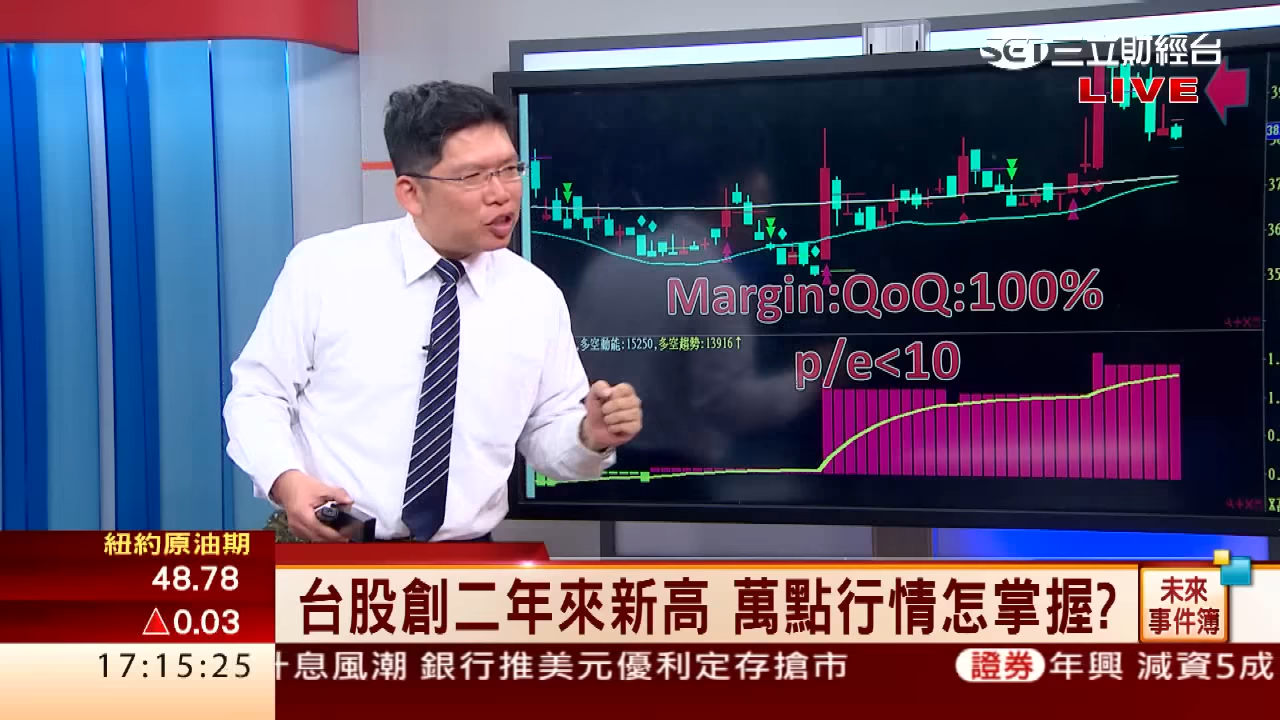 SET三立財經台
LIVE
Margin:QoQ:100%
,多空動能:15250,多空趨勢:13916↑
p/e<10
37
36
35
紐約原油期
48.78
△0.03
台股創二年來新高 萬點行情怎掌握?
未來
事件簿
17:15:25
息風潮 銀行推美元優利定存搶市
證券 年興 減資5成